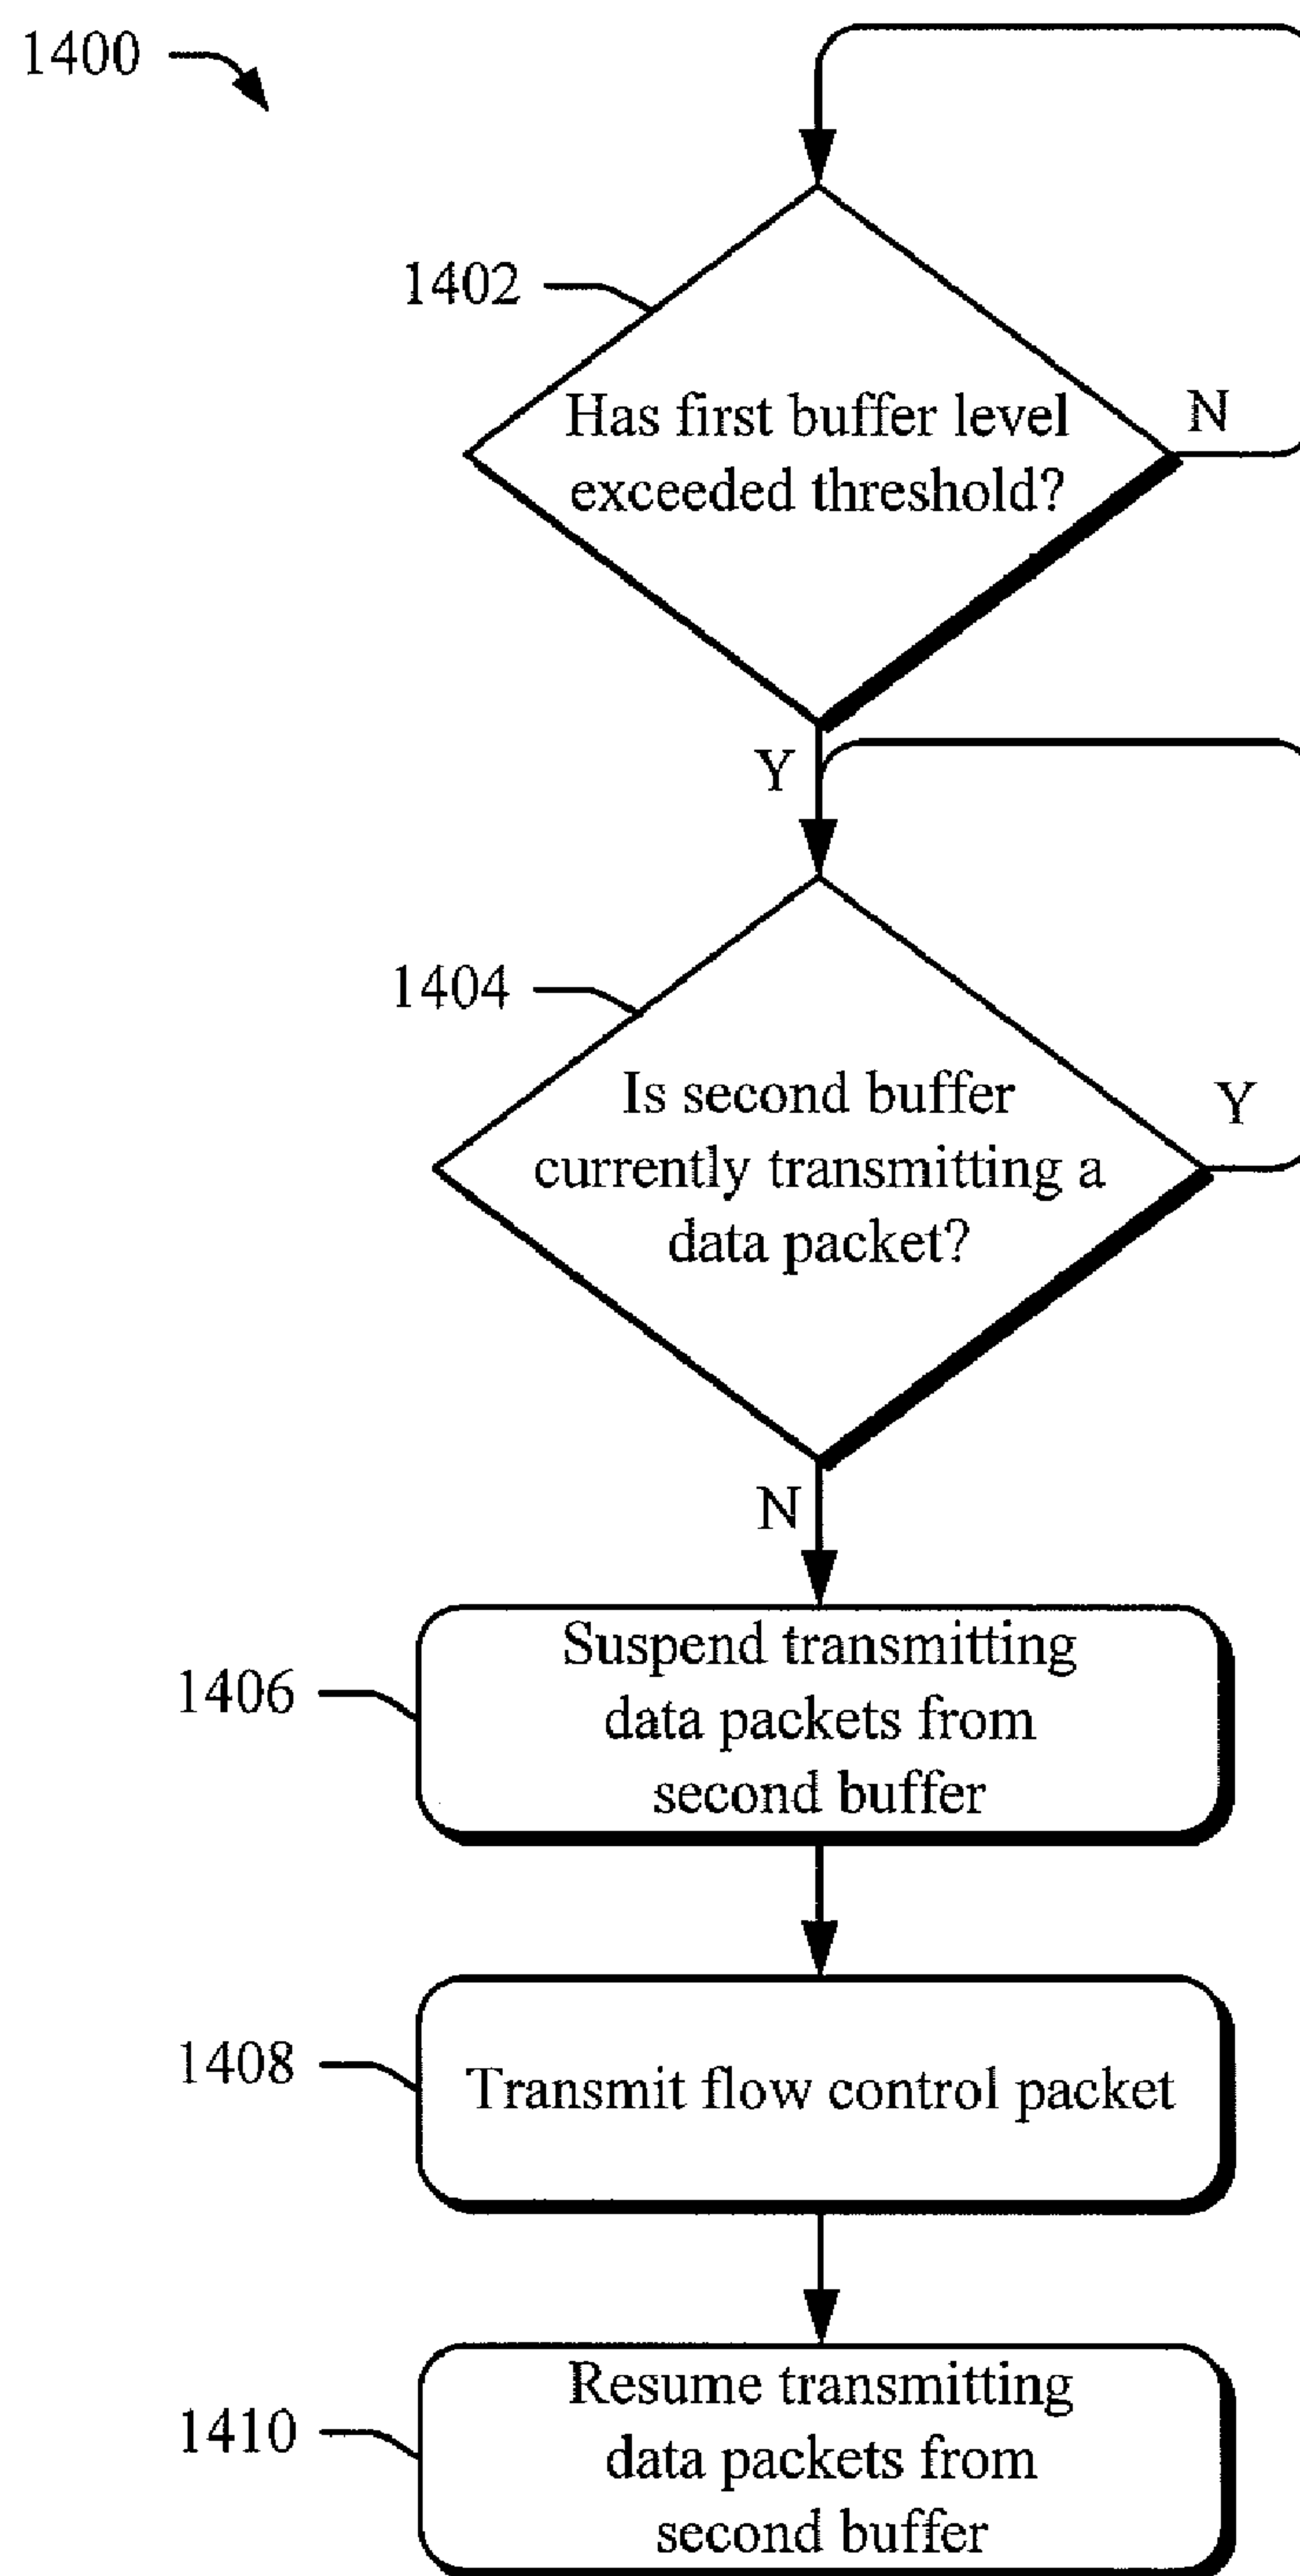 1400
1402
Has first buffer level
exceeded threshold?
N
Y
1404
Is second buffer
currently transmitting a
data packet?
Y
N
1406
Suspend transmitting
data packets from
second buffer
1408
Transmit flow control packet
1410
Resume transmitting
data packets from
second buffer